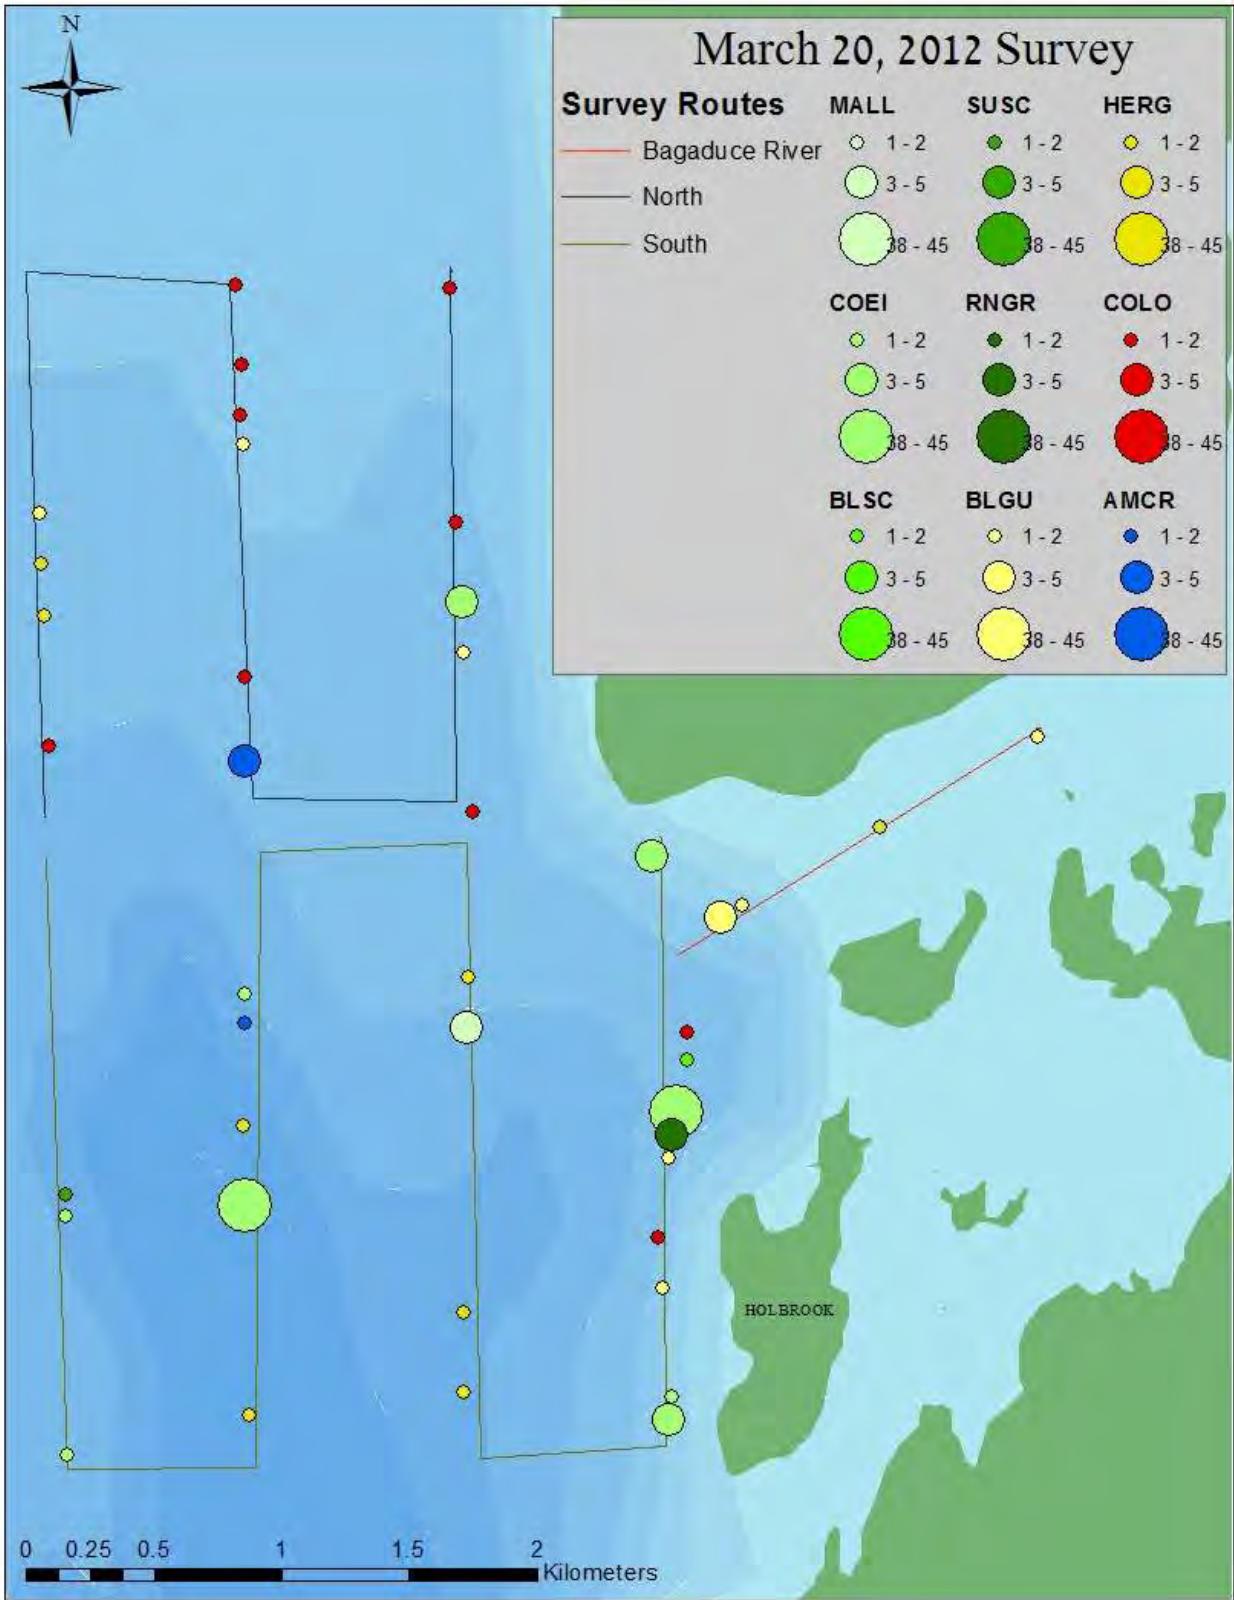 N
March 20, 2012 Survey
Survey Routes
Bagaduce River
North
South
MALL
1 - 2
3 - 5
38 - 45
SUSC
1 - 2
3 - 5
38 - 45
HERG
1 - 2
3 - 5
38 - 45
COEI
1 - 2
3 - 5
38 - 45
RNGR
1 - 2
3 - 5
38 - 45
COLO
1 - 2
3 - 5
38 - 45
BLSC
1 - 2
3 - 5
38 - 45
BLGU
1 - 2
3 - 5
38 - 45
AMCR
1 - 2
3 - 5
38 - 45
HOLBROOK
0 0.25 0.5 1 1.5 2
Kilometers